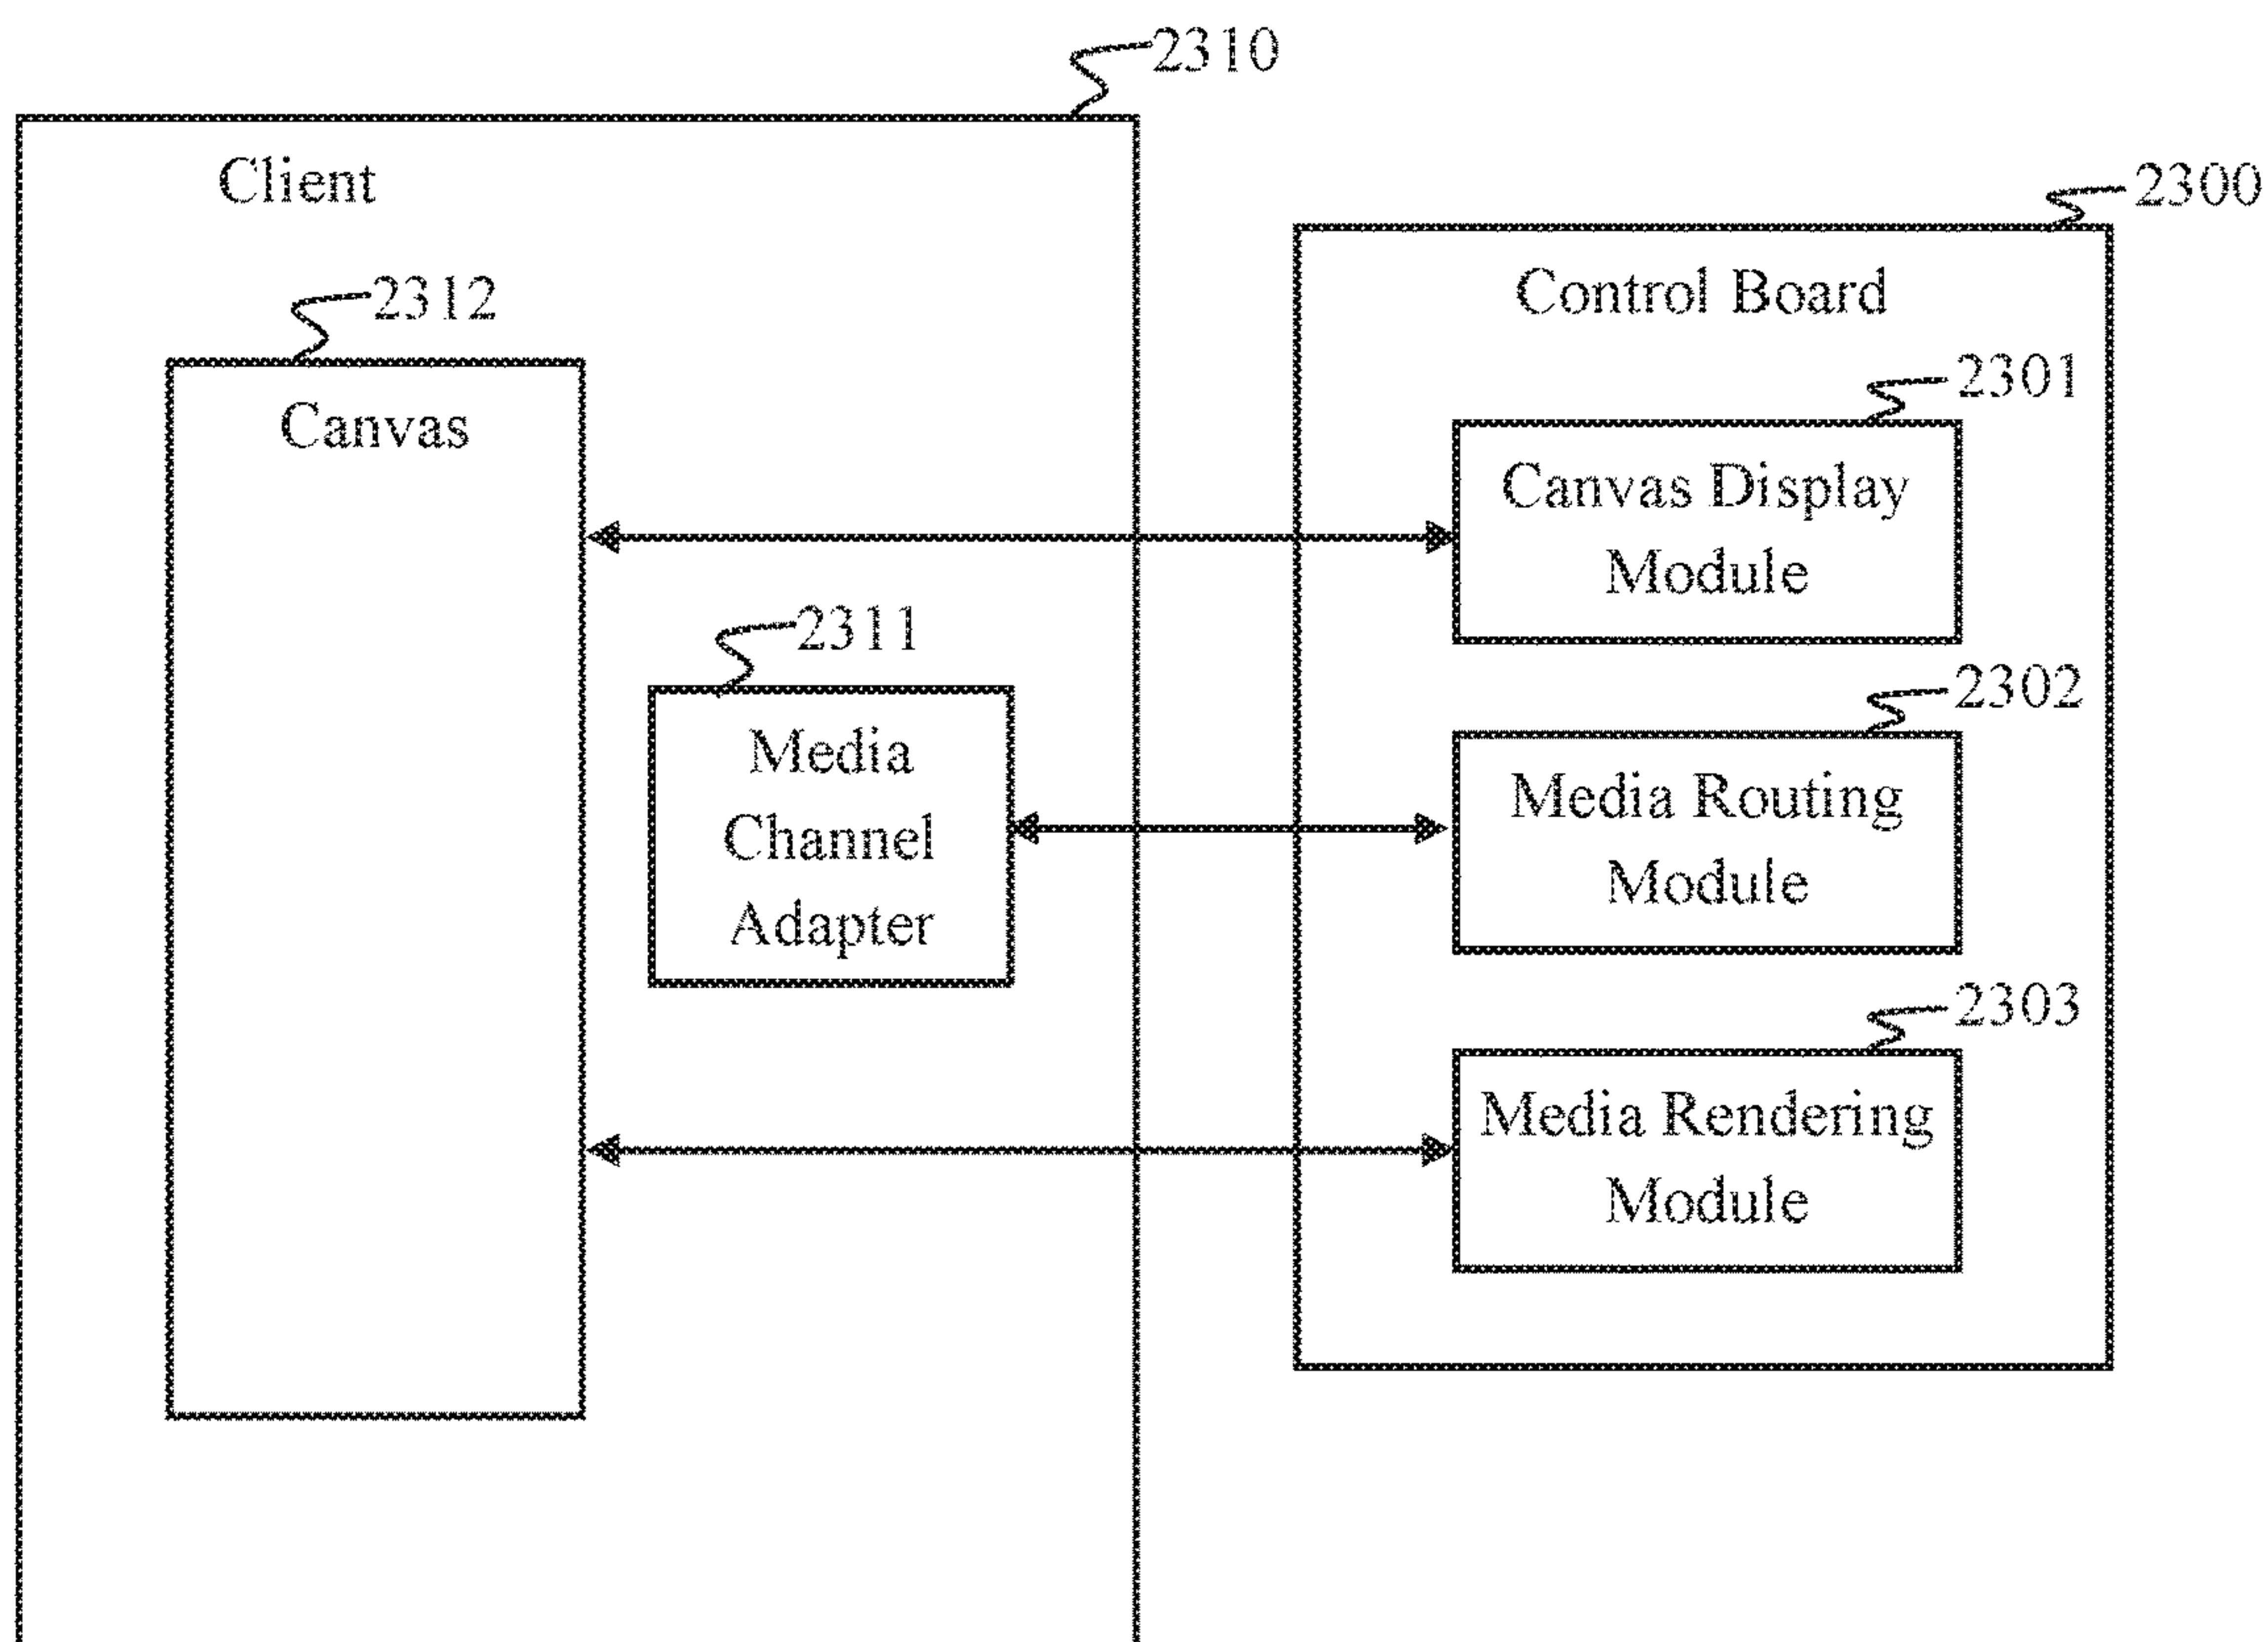 2310
Client
2300
2312
Control Board
Canvas
2301
Canvas Display
Module
2311
2302
Media
Channel
Adapter
Media Routing
Module
2303
Media Rendering
Module